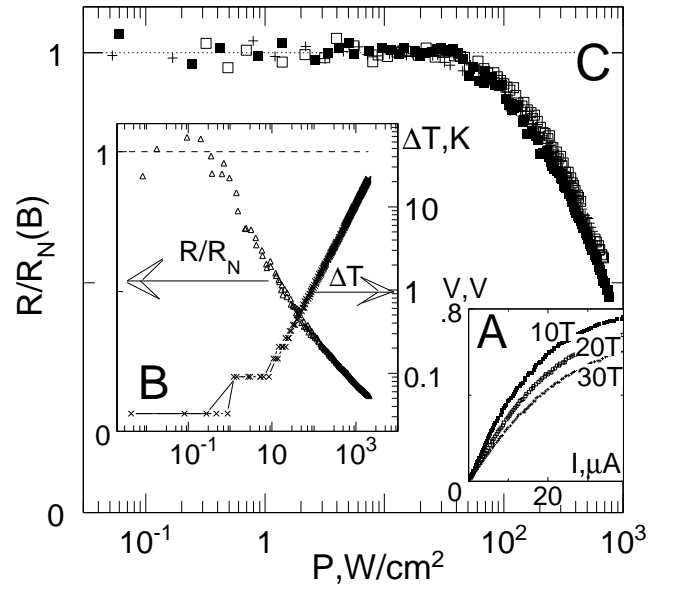 1
C
R/R_N(B)
0
10^-1
1
10
10^2
10^3
P,W/cm^2
ΔT,K
1
R/R_N
ΔT
10
1
0.1
B
0
10^-1
10
10^3
V,V
.8
A
10T
20T
30T
I,μA
0
20